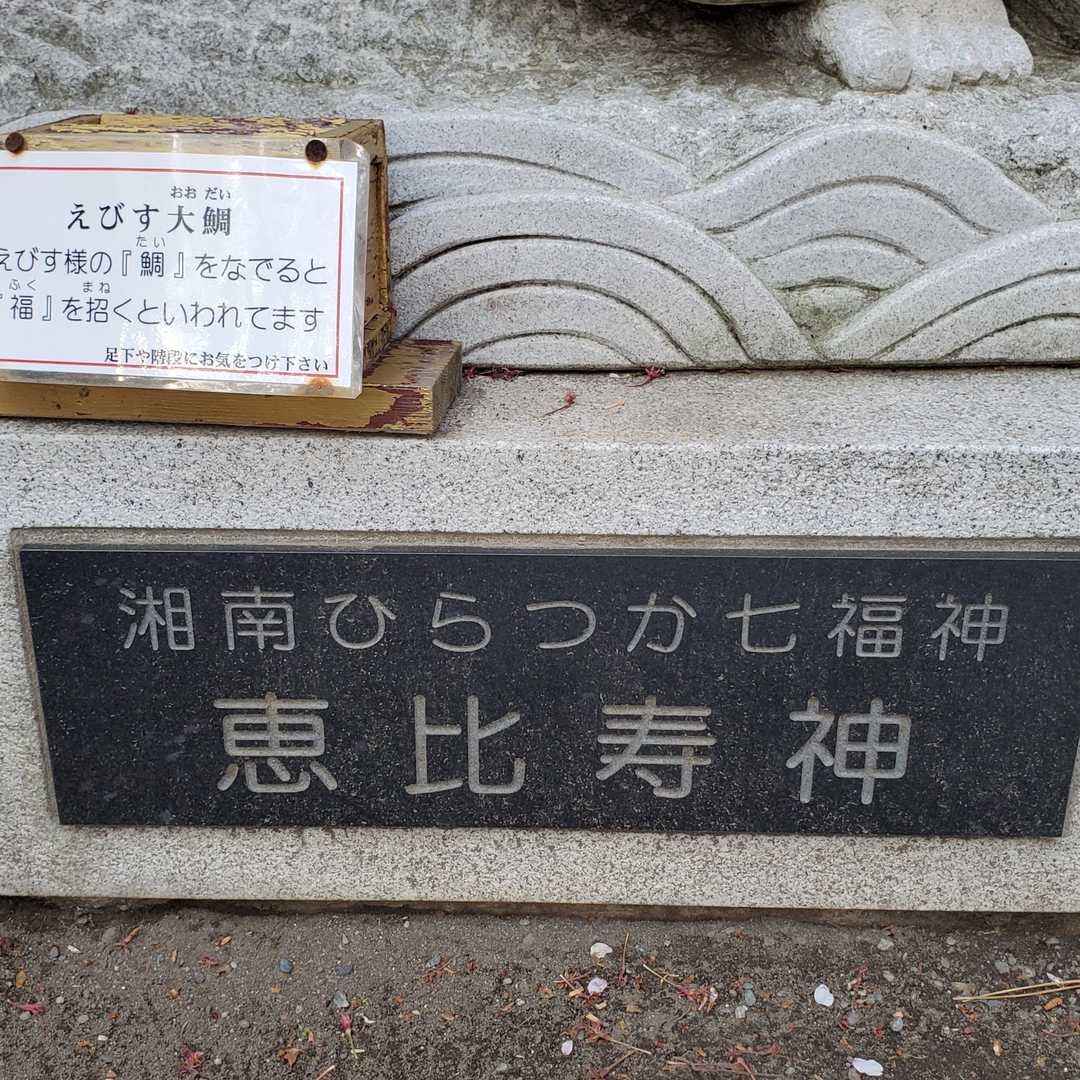 えびす大鯛
えびす様の『鯛』をなでると
『福』を招くといわれてます
足下や階段にお気をつけ下さい
湘南ひらつか七福神
恵比寿神